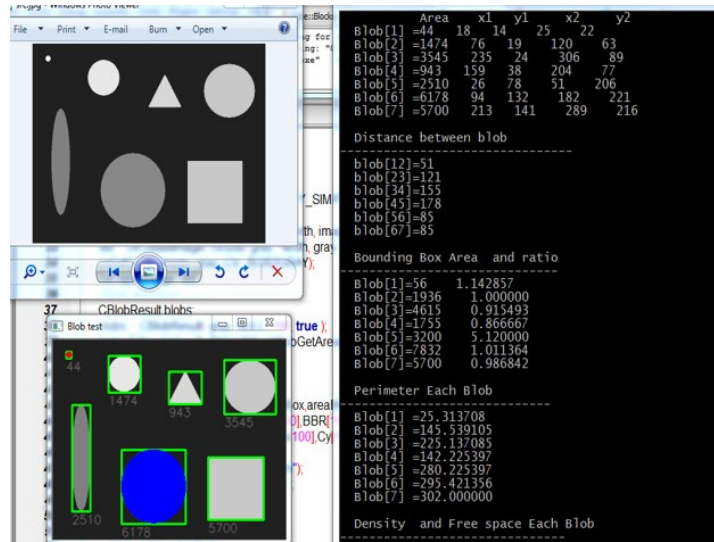 src.jpg - Windows Photo Viewer
File Print E-mail Burn Open
37 CBlobResult blobs;
true );
Blob test
44
1474
943
3545
2510
6178
5700
Area x1 y1 x2 y2
Blob[1] =44 18 14 25 22
Blob[2] =1474 76 19 120 63
Blob[3] =3545 235 24 306 89
Blob[4] =943 159 38 204 77
Blob[5] =2510 26 78 51 206
Blob[6] =6178 94 132 182 221
Blob[7] =5700 213 141 289 216
Distance between blob
--------------------------------
blob[12]=51
blob[23]=121
blob[34]=155
blob[45]=178
blob[56]=85
blob[67]=85
Bounding Box Area and ratio
Blob[1]=56 1.142857
Blob[2]=1936 1.000000
Blob[3]=4615 0.915493
Blob[4]=1755 0.866667
Blob[5]=3200 5.120000
Blob[6]=7832 1.011364
Blob[7]=5700 0.986842
Perimeter Each Blob
Blob[1] =25.313708
Blob[2] =145.539105
Blob[3] =225.137085
Blob[4] =142.225397
Blob[5] =280.225397
Blob[6] =295.421356
Blob[7] =302.000000
Density and Free space Each Blob